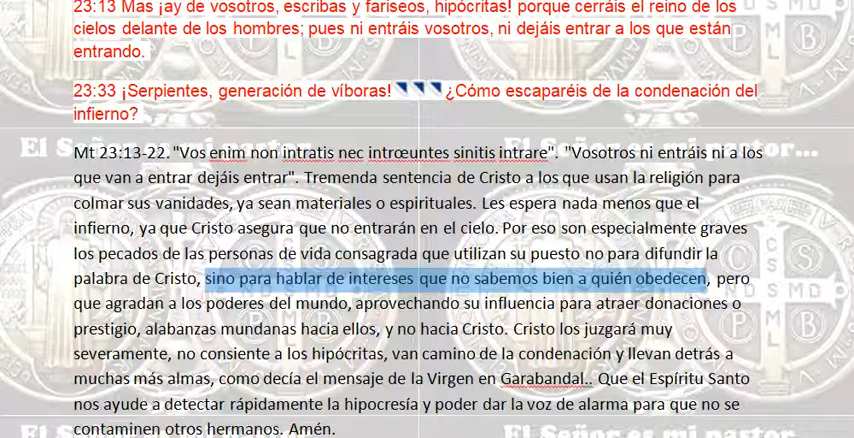 23:13 Mas ¡ay de vosotros, escribas y fariseos, hipócritas! porque cerráis el reino de los
cielos delante de los hombres; pues ni entráis vosotros, ni dejáis entrar a los que están
entrando.
23:33 ¡Serpientes, generación de víboras! ¿Cómo escaparéis de la condenación del
infierno?
El Señor es mi pastor...
Mt 23:13-22. "Vos enim non intratis nec introeuntes sinitis intrare". "Vosotros ni entráis ni a los
que van a entrar dejáis entrar". Tremenda sentencia de Cristo a los que usan la religión para
colmar sus vanidades, ya sean materiales o espirituales. Les espera nada menos que el
infierno, ya que Cristo asegura que no entrarán en el cielo. Por eso son especialmente graves
los pecados de las personas de vida consagrada que utilizan su puesto no para difundir la
palabra de Cristo, sino para hablar de intereses que no sabemos bien a quién obedecen, pero
que agradan a los poderes del mundo, aprovechando su influencia para atraer donaciones o
prestigio, alabanzas mundanas hacia ellos, y no hacia Cristo. Cristo los juzgará muy
severamente, no consiente a los hipócritas, van camino de la condenación y llevan detrás a
muchas más almas, como decía el mensaje de la Virgen en Garabandal.. Que el Espíritu Santo
nos ayude a detectar rápidamente la hipocresía y poder dar la voz de alarma para que no se
contaminen otros hermanos. Amén.